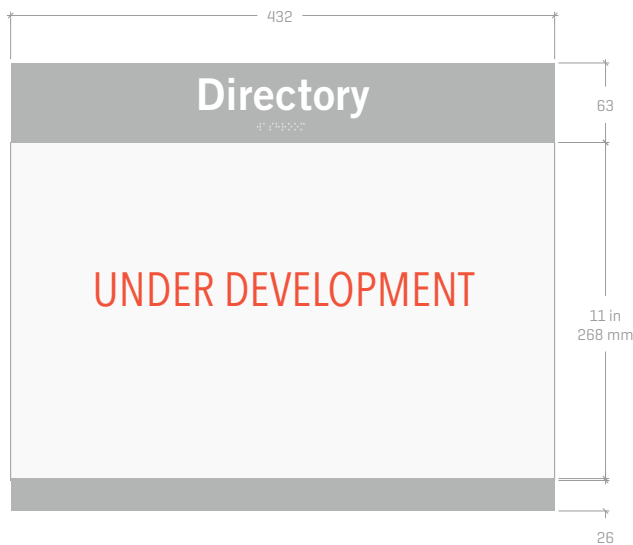 432
Directory
63
UNDER DEVELOPMENT
11 in
268 mm
26